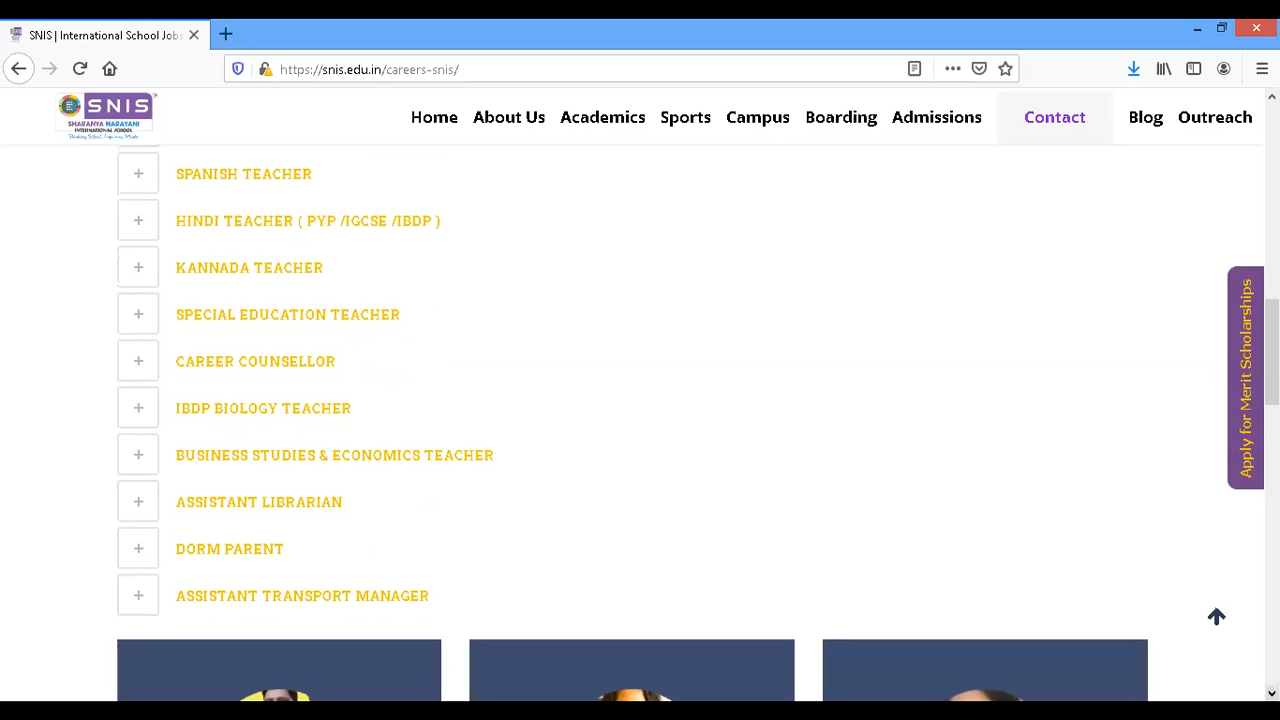 SNIS | International School Jobs
https://snis.edu.in/careers-snis/
SNIS
SHARANYA NARAYANI
INTERNATIONAL SCHOOL
Home About Us Academics Sports Campus Boarding Admissions Contact Blog Outreach
SPANISH TEACHER
HINDI TEACHER ( PYP /IGCSE /IBDP )
KANNADA TEACHER
SPECIAL EDUCATION TEACHER
CAREER COUNSELLOR
IBDP BIOLOGY TEACHER
BUSINESS STUDIES & ECONOMICS TEACHER
ASSISTANT LIBRARIAN
DORM PARENT
ASSISTANT TRANSPORT MANAGER
Apply for Merit Scholarships